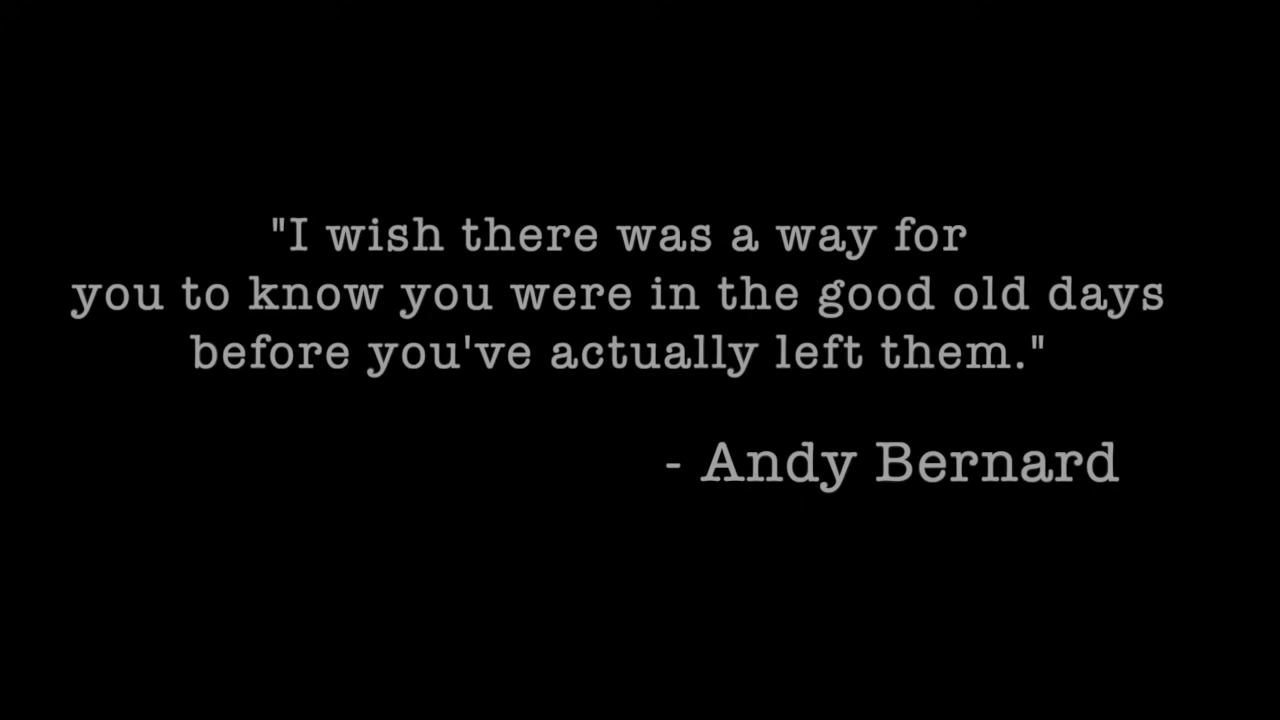 "I wish there was a way for
you to know you were in the good old days
before you've actually left them."
- Andy Bernard